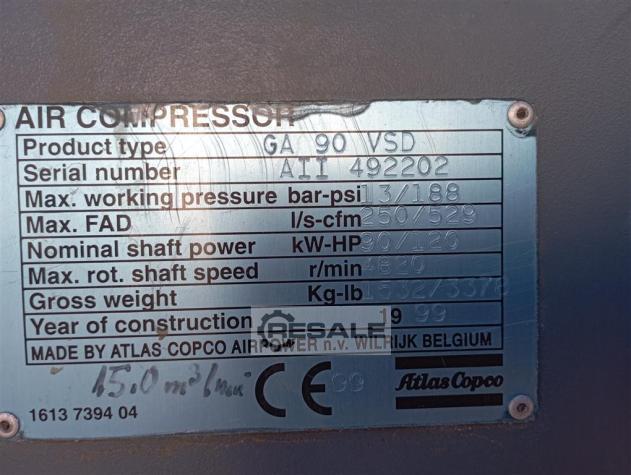 AIR COMPRESSOR
Product type GA 90 VSD
Serial number AII 492202
Max. working pressure bar-psi 13/188
Max. FAD l/s-cfm 250/529
Nominal shaft power kW-HP 90/120
Max. rot. shaft speed r/min 4820
Gross weight Kg-lb 1532/3378
Year of construction 19 99
RESALE
MADE BY ATLAS COPCO AIRPOWER n.v. WILRIJK BELGIUM
15.0 m³/min CE 99 Atlas Copco
1613 7394 04